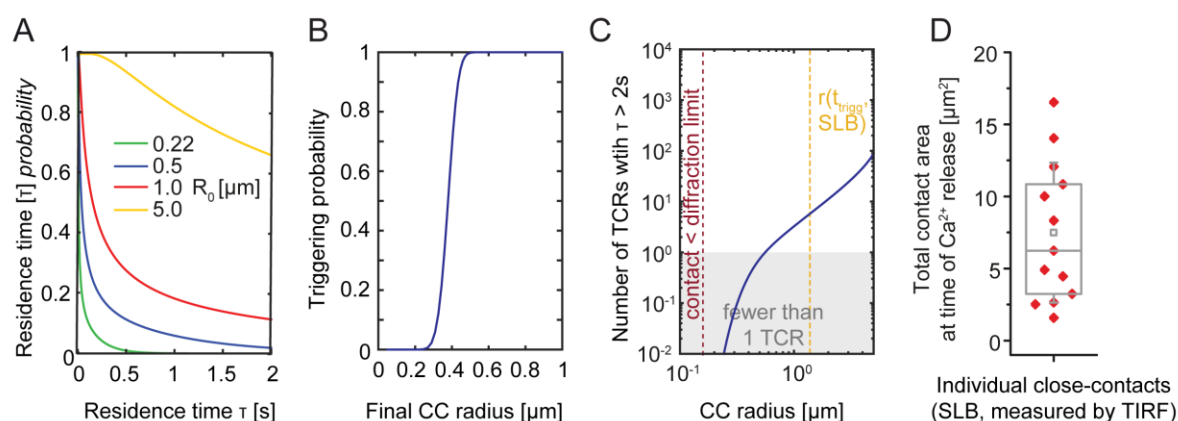 A
Residence time [τ] probability
1
0.8
0.6
0.4
0.2
0
0.22
0.5
1.0 R0 [µm]
5.0
0 0.5 1 1.5 2
Residence time τ [s]
B
Triggering probability
1
0.8
0.6
0.4
0.2
0
0 0.2 0.4 0.6 0.8 1
Final CC radius [µm]
C
Number of TCRs wtih τ > 2s
10^4
10^3
10^2
10^1
10^0
10^-1
10^-2
contact < diffraction limit
r(t_trigg,
SLB)
fewer than
1 TCR
10^-1 10^0
CC radius [µm]
D
Total contact area
at time of Ca2+ release [µm2]
20
15
10
5
0
Individual close-contacts
(SLB, measured by TIRF)